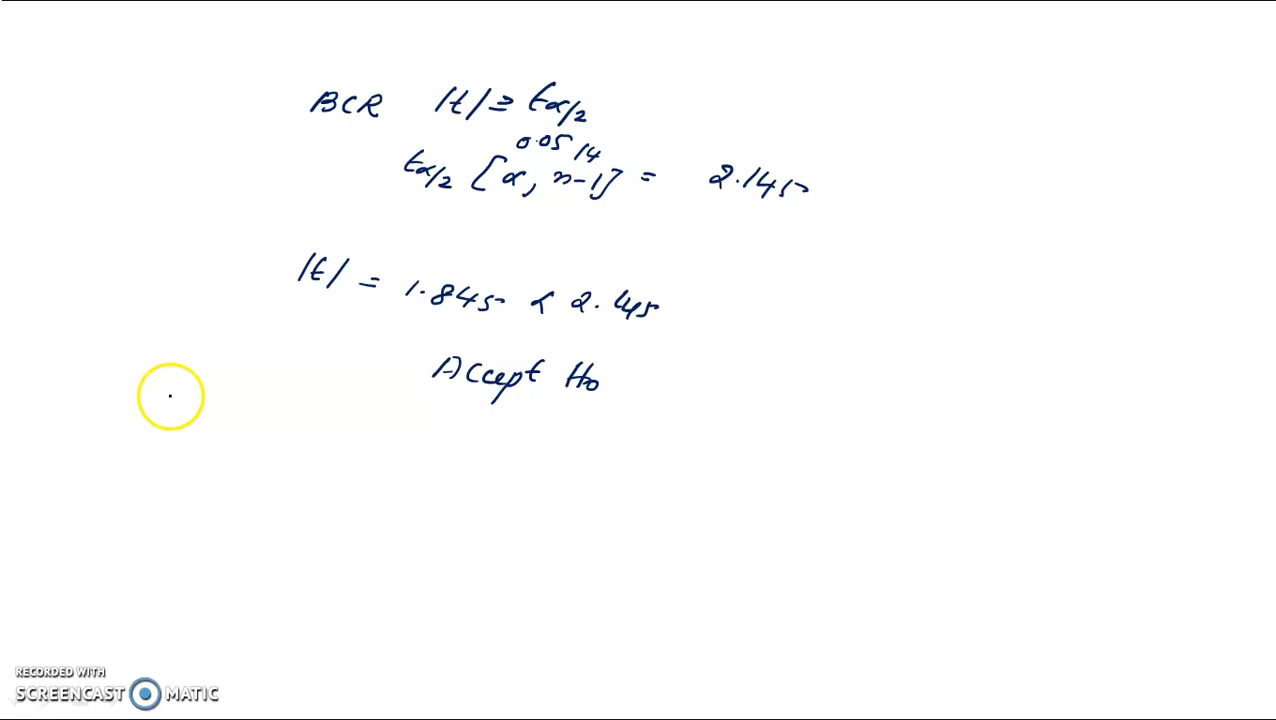 BCR |t| ≥ tα/2
0.05 14
tα/2 [α, n-1] = 2.145
|t| = 1.845 < 2.145
Accept H0
RECORDED WITH
SCREENCAST MATIC